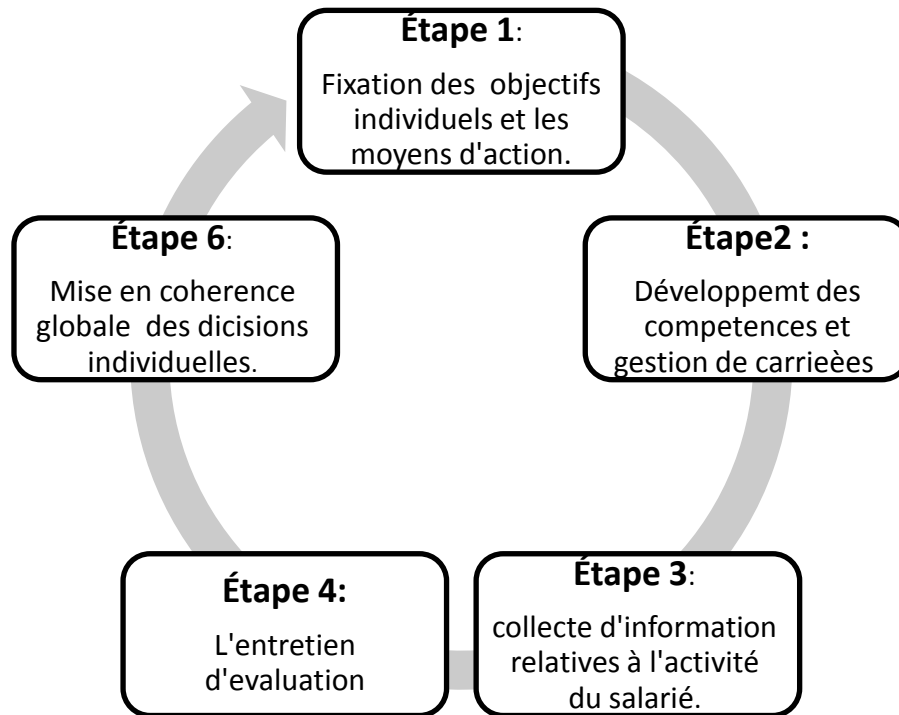 Étape 1:
Fixation des objectifs
individuels et les
moyens d'action.
Étape2 :
Développemt des
competences et
gestion de carrieèes
Étape 3:
collecte d'information
relatives à l'activité
du salarié.
Étape 4:
L'entretien
d'evaluation
Étape 6:
Mise en coherence
globale des dicisions
individuelles.